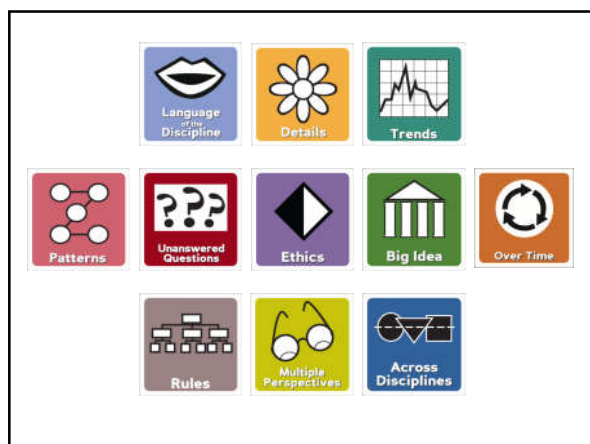 Language
of the
Discipline
Details
Trends
Patterns
???
Unanswered
Questions
Ethics
Big Idea
Over Time
Rules
Multiple
Perspectives
Across
Disciplines